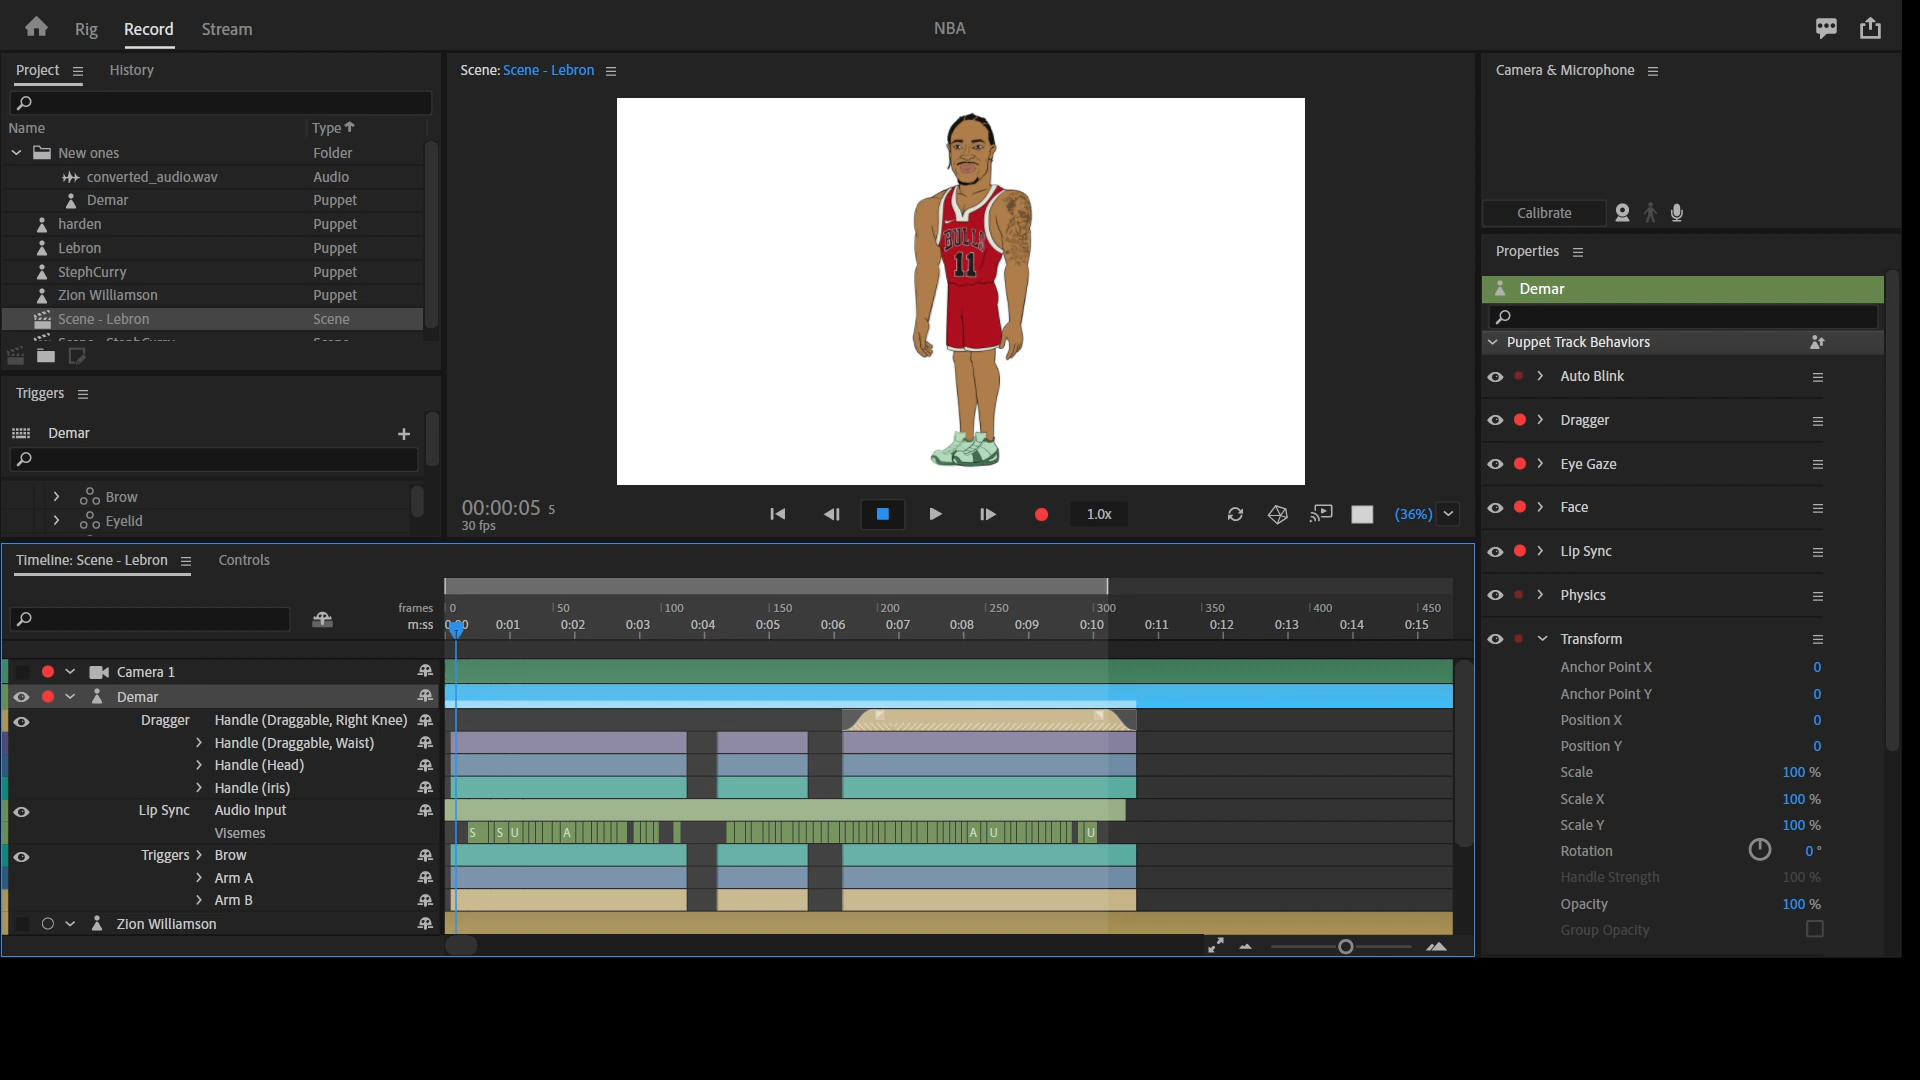 Rig
Record
Stream
NBA
Project
History
Name
Type
New ones
Folder
converted_audio.wav
Audio
Demar
Puppet
harden
Puppet
Lebron
Puppet
StephCurry
Puppet
Zion Williamson
Puppet
Scene - Lebron
Scene
Triggers
Demar
Brow
Eyelid
Scene: Scene - Lebron
BULLS
11
00:00:05 5
30 fps
1.0x
(36%)
Camera & Microphone
Calibrate
Properties
Demar
Puppet Track Behaviors
Auto Blink
Dragger
Eye Gaze
Face
Lip Sync
Physics
Transform
Anchor Point X 0
Anchor Point Y 0
Position X 0
Position Y 0
Scale 100 %
Scale X 100 %
Scale Y 100 %
Rotation 0 °
Handle Strength 100 %
Opacity 100 %
Group Opacity
Timeline: Scene - Lebron
Controls
frames 0 50 100 150 200 250 300 350 400 450
m:ss 0:00 0:01 0:02 0:03 0:04 0:05 0:06 0:07 0:08 0:09 0:10 0:11 0:12 0:13 0:14 0:15
Camera 1
Demar
Dragger Handle (Draggable, Right Knee)
Handle (Draggable, Waist)
Handle (Head)
Handle (Iris)
Lip Sync Audio Input
Visemes S S U A A U U
Triggers Brow
Arm A
Arm B
Zion Williamson